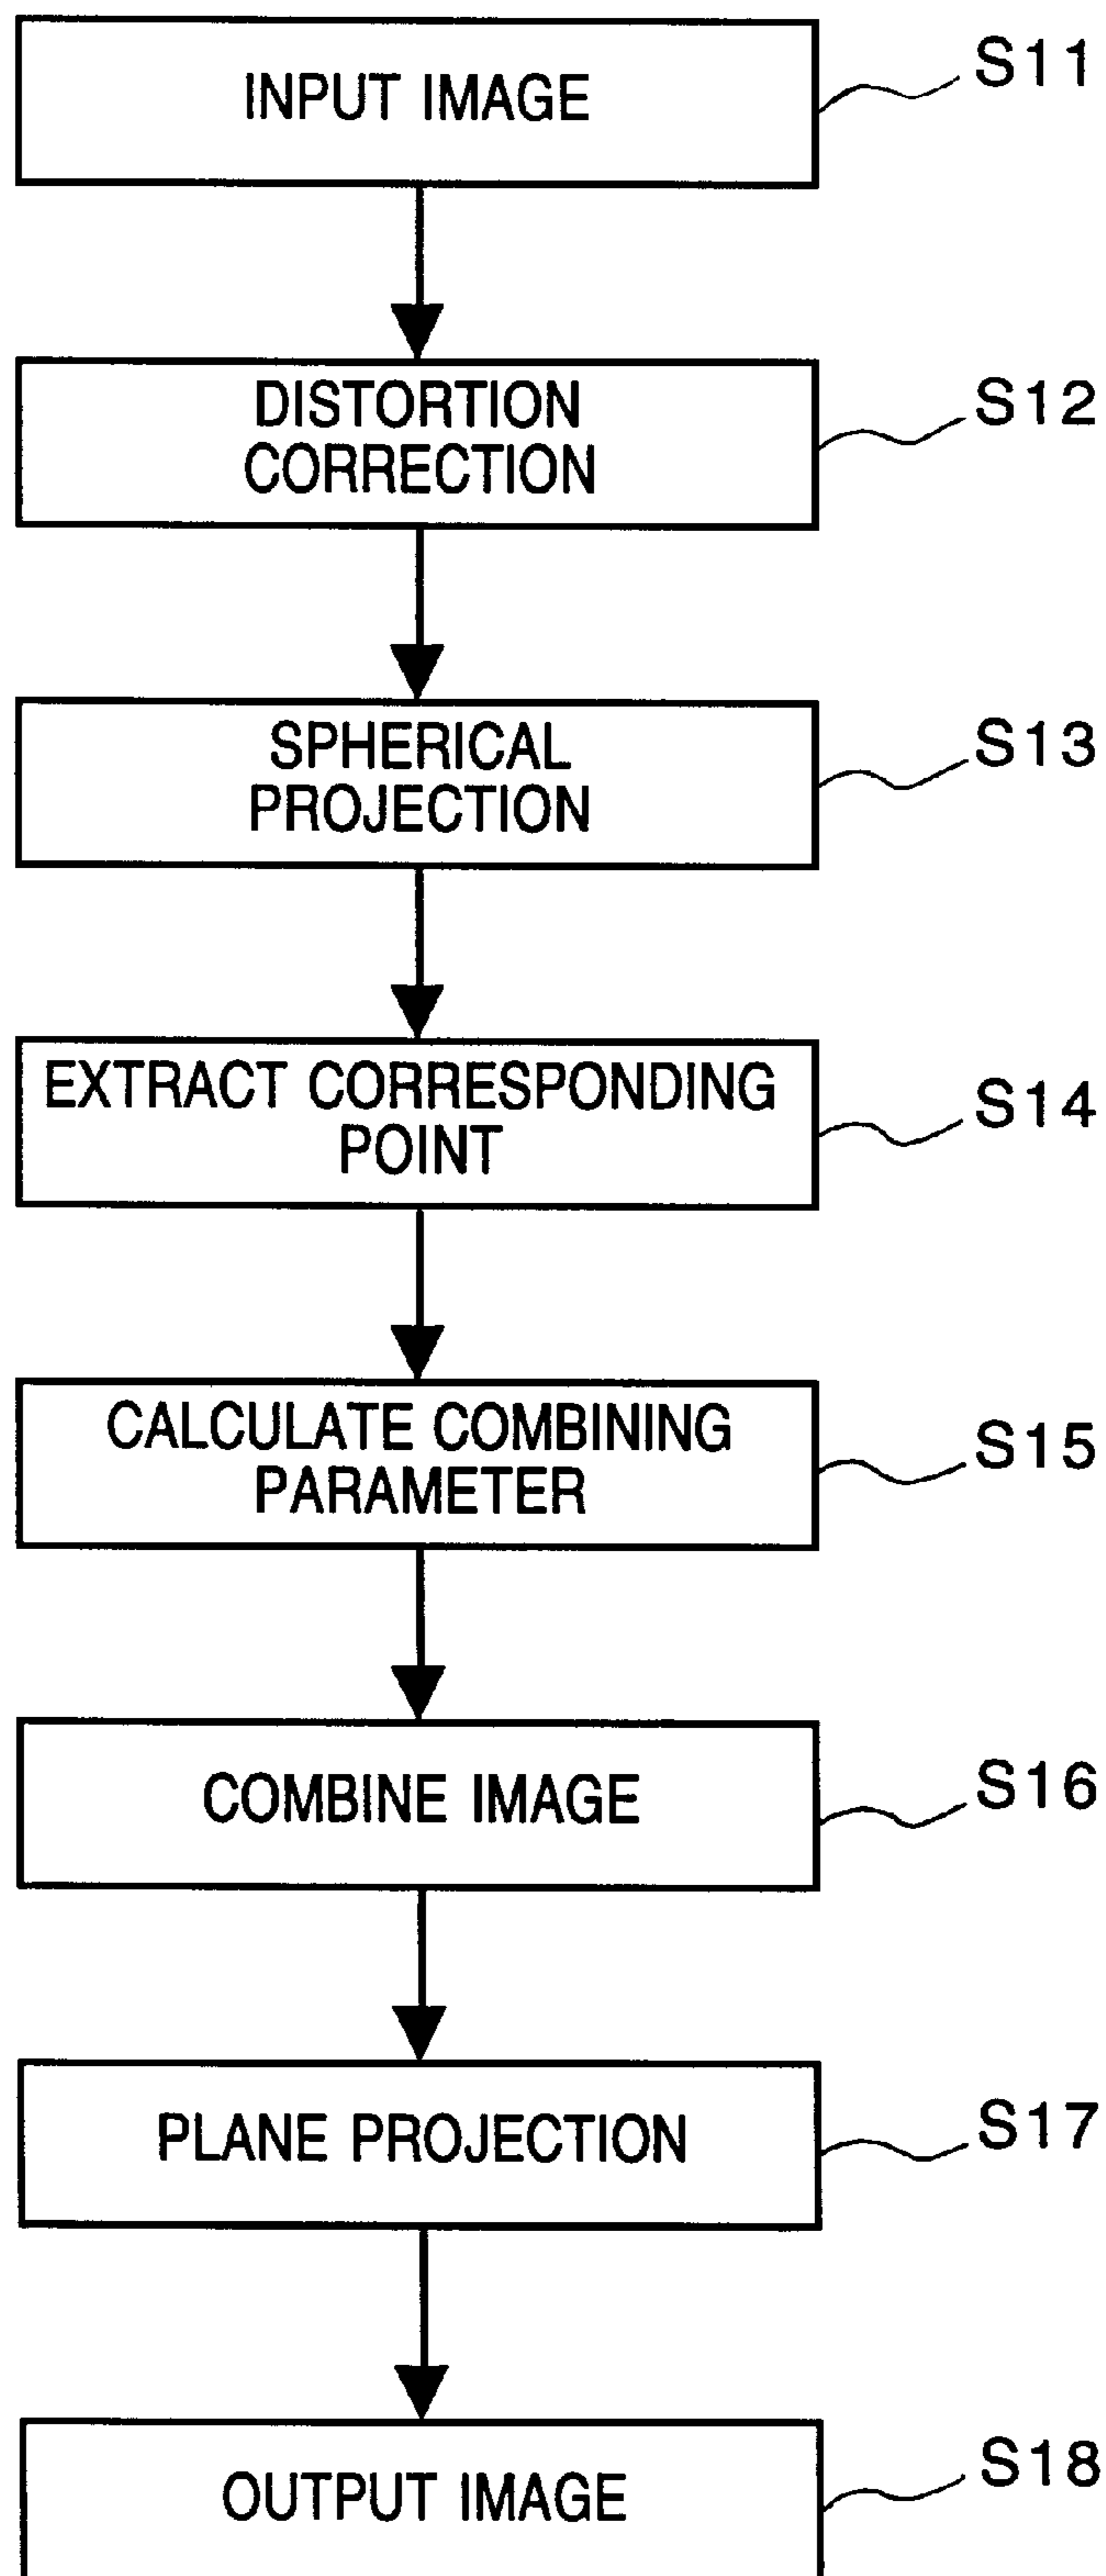 INPUT IMAGE
S11
DISTORTION
CORRECTION
S12
SPHERICAL
PROJECTION
S13
EXTRACT CORRESPONDING
POINT
S14
CALCULATE COMBINING
PARAMETER
S15
COMBINE IMAGE
S16
PLANE PROJECTION
S17
OUTPUT IMAGE
S18